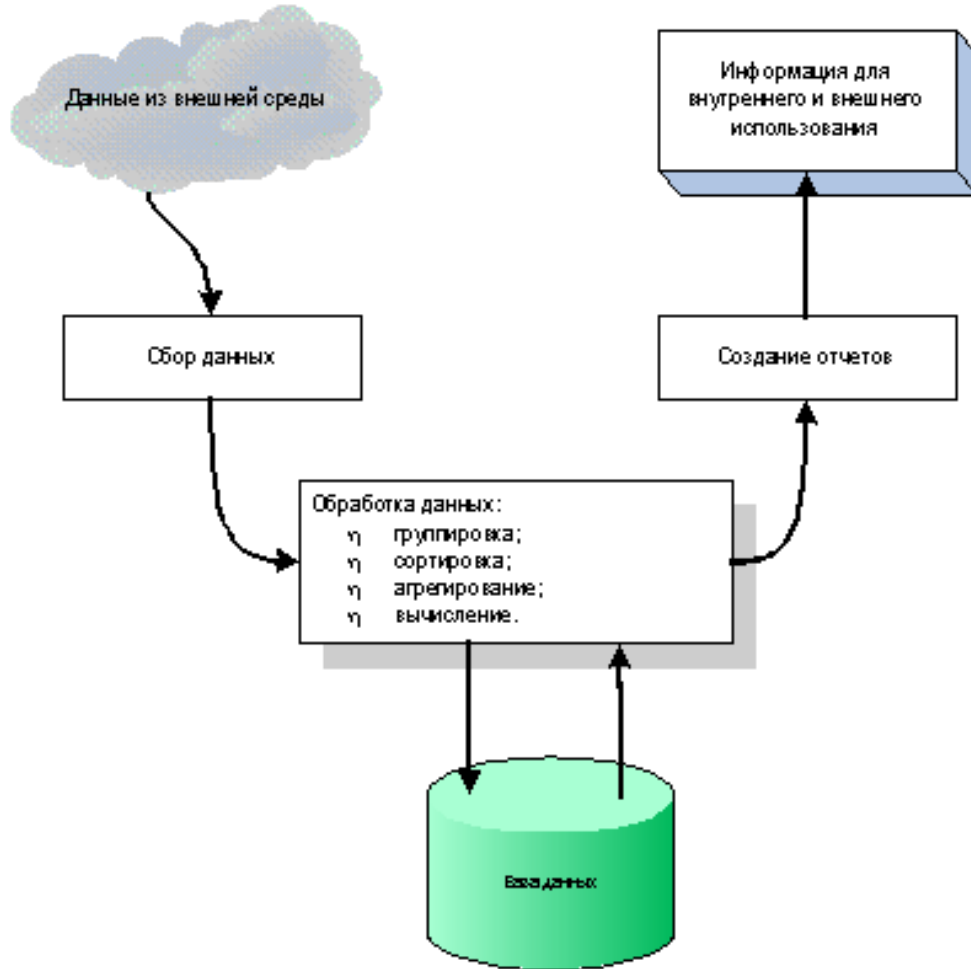 Данные из внешней среды
Информация для
внутреннего и внешнего
использования
Сбор данных
Создание отчетов
Обработка данных:
η группировка;
η сортировка;
η агрегирование;
η вычисление.
База данных